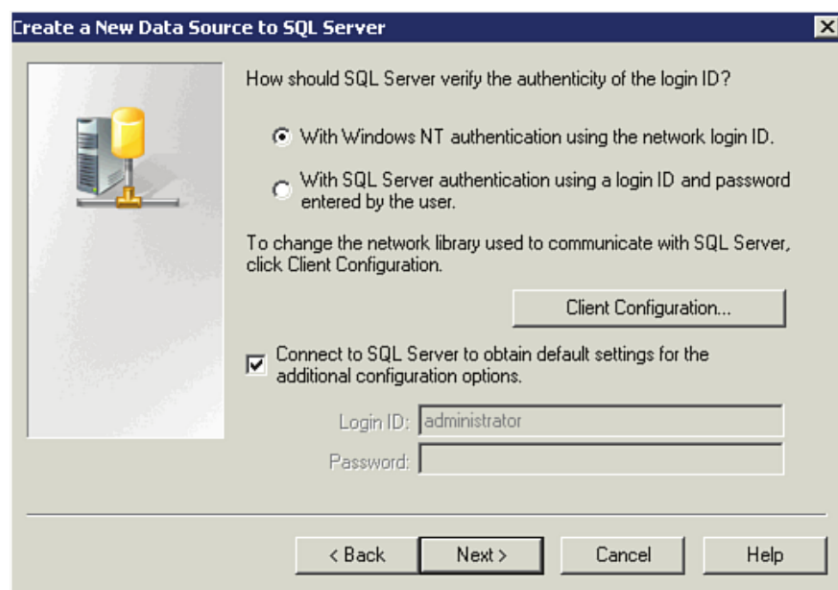 Create a New Data Source to SQL Server
How should SQL Server verify the authenticity of the login ID?
With Windows NT authentication using the network login ID.
With SQL Server authentication using a login ID and password
entered by the user.
To change the network library used to communicate with SQL Server,
click Client Configuration.
Client Configuration...
Connect to SQL Server to obtain default settings for the
additional configuration options.
Login ID: administrator
Password:
< Back Next > Cancel Help